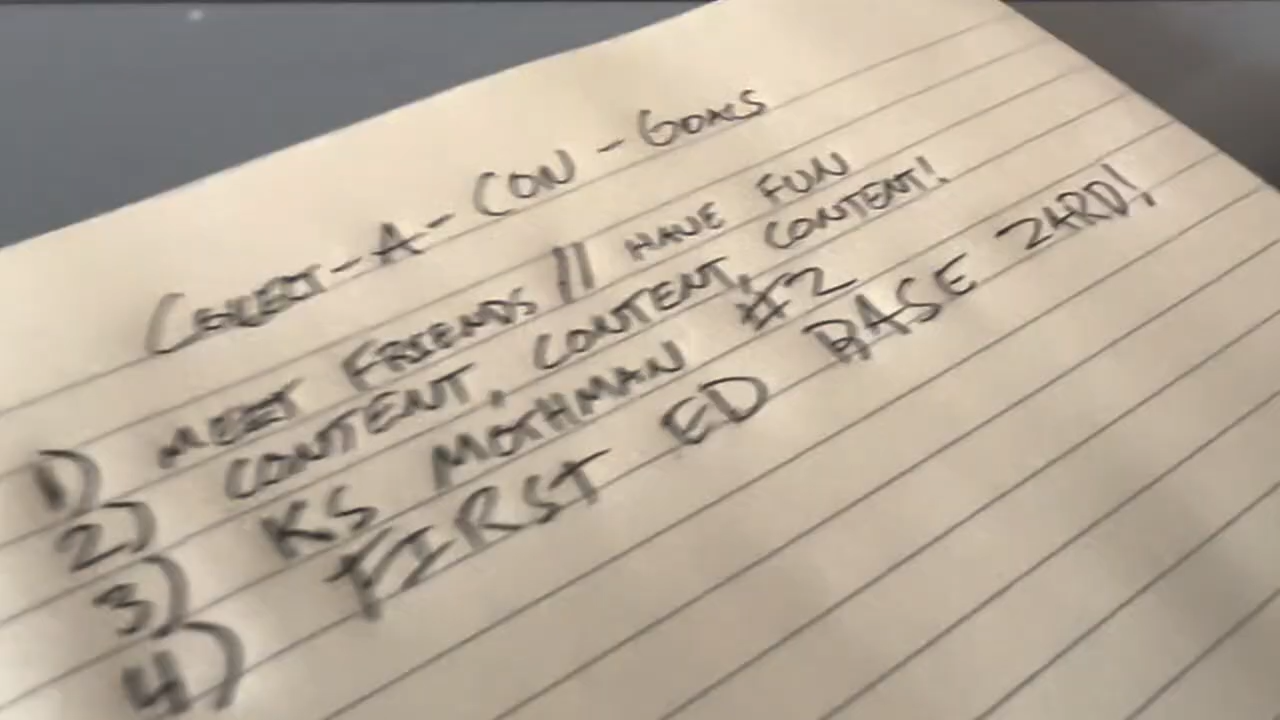 COLLECT-A-CON - GOALS
1) MEET FRIENDS // HAVE FUN
2) CONTENT, CONTENT, CONTENT!
3) KS MOTHMAN #2
4) FIRST ED BASE ZARD!